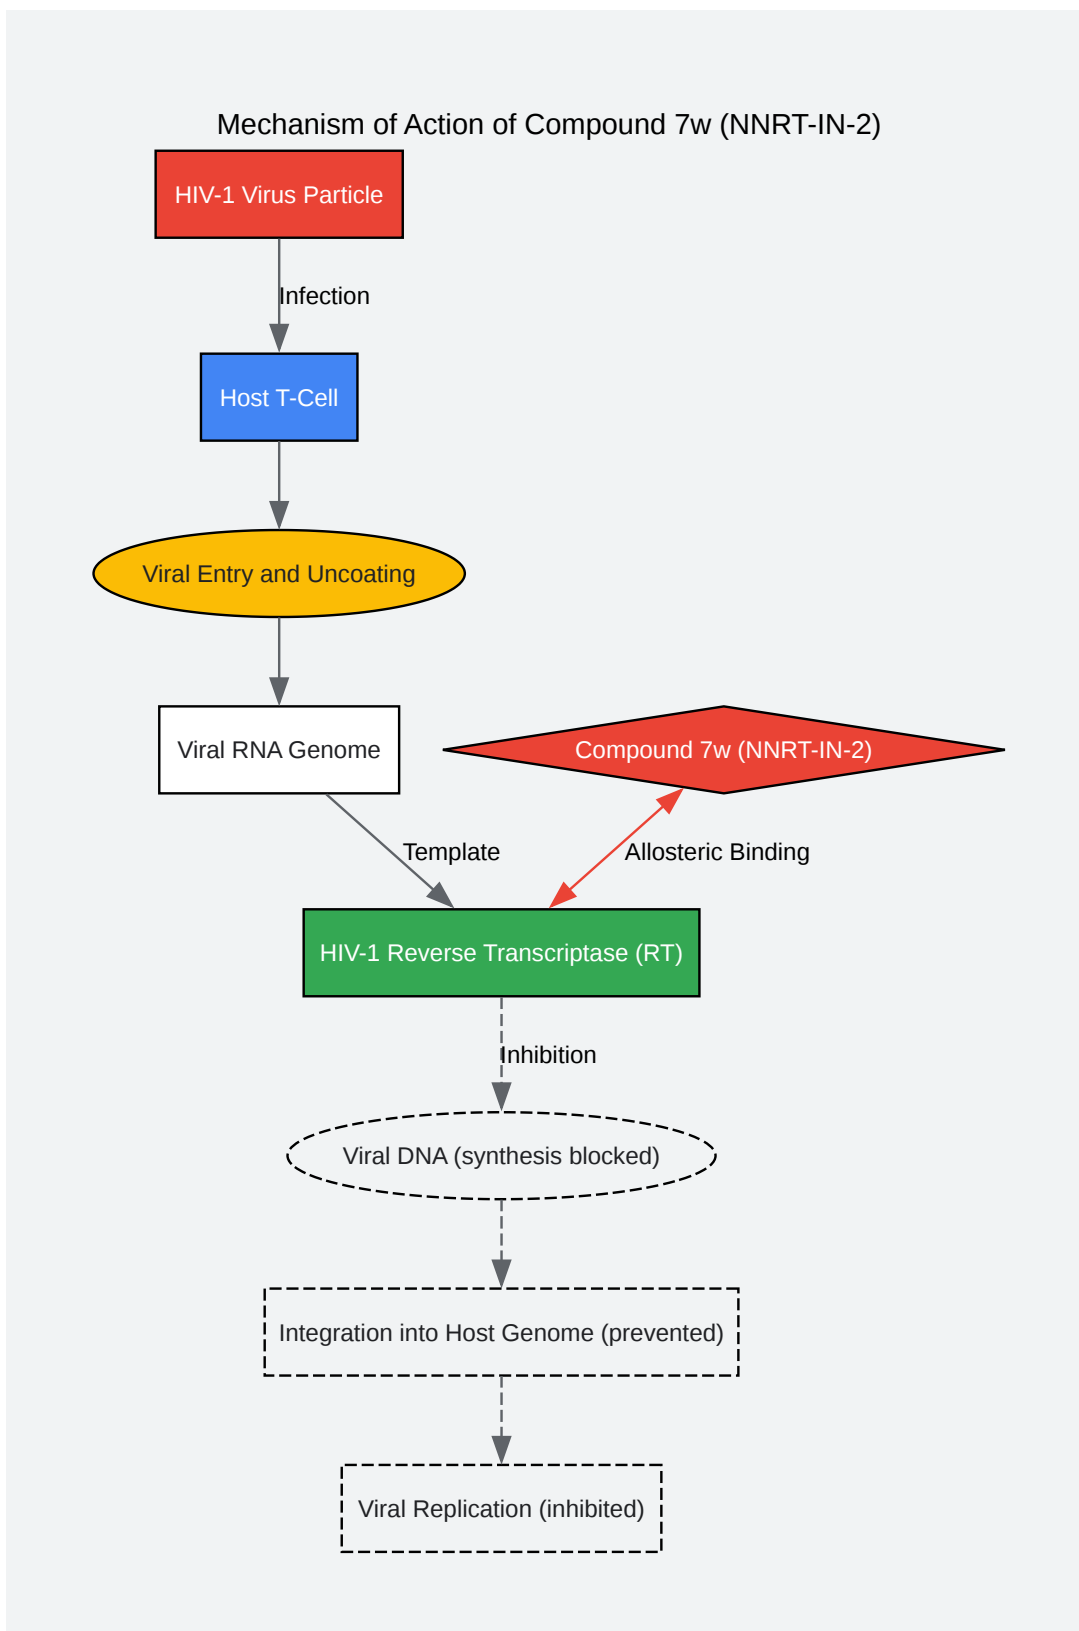 Mechanism of Action of Compound 7w (NNRT-IN-2)
HIV-1 Virus Particle
Infection
Host T-Cell
Viral Entry and Uncoating
Viral RNA Genome
Compound 7w (NNRT-IN-2)
Template
Allosteric Binding
HIV-1 Reverse Transcriptase (RT)
Inhibition
Viral DNA (synthesis blocked)
Integration into Host Genome (prevented)
Viral Replication (inhibited)